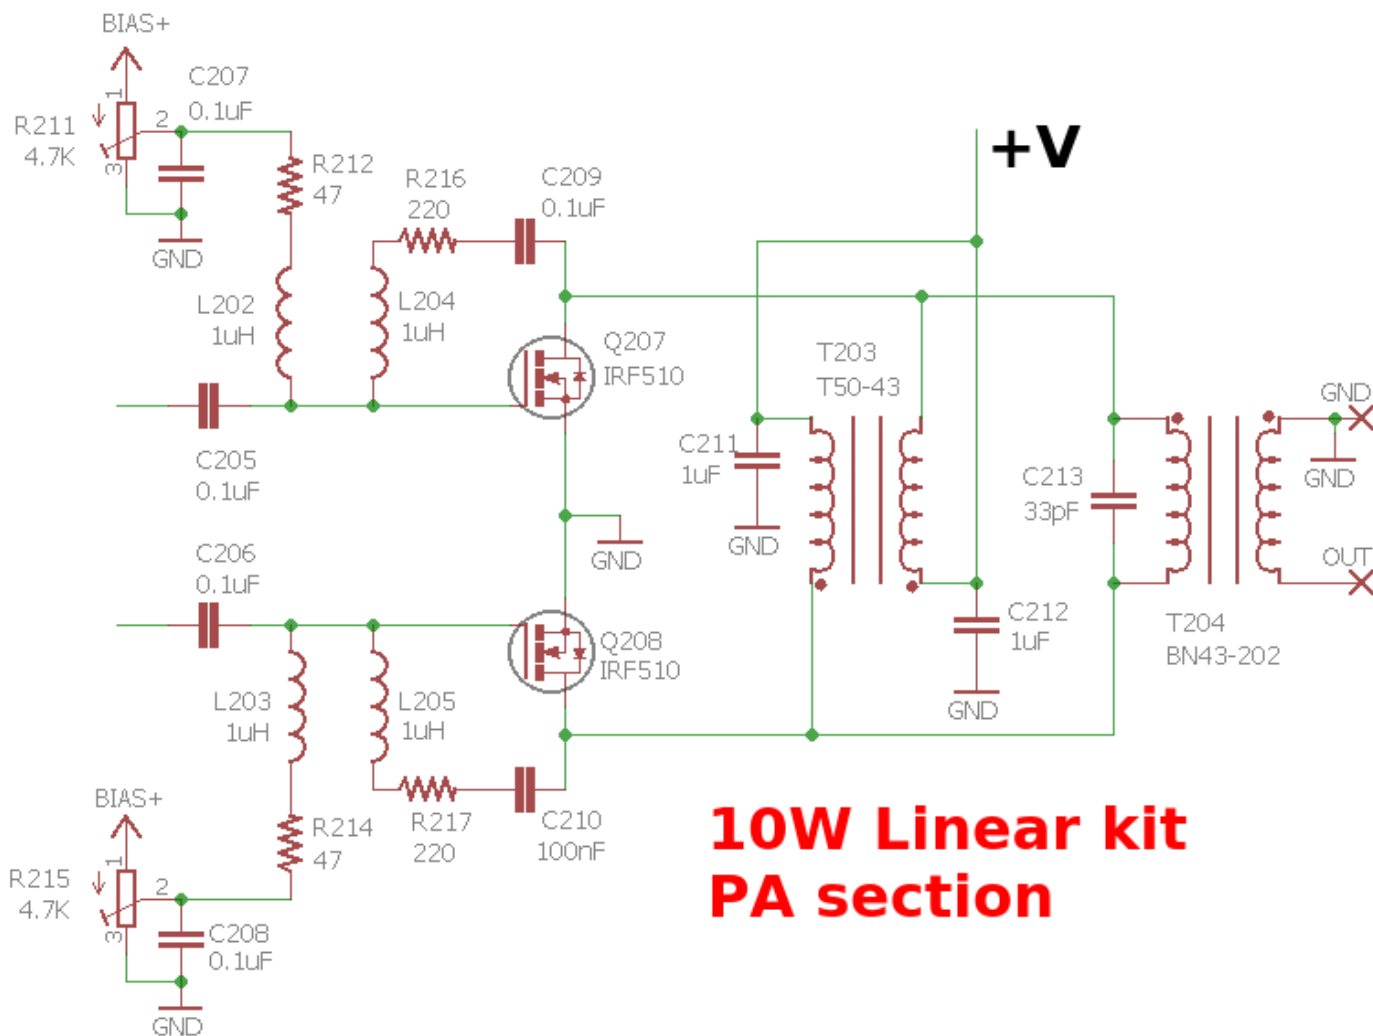 BIAS+
C207
0.1uF
1
2
3
R211
4.7K
GND
R212
47
R216
220
C209
0.1uF
+V
L202
1uH
L204
1uH
Q207
IRF510
T203
T50-43
C205
0.1uF
C211
1uF
GND
C213
33pF
GND
GND
OUT
C206
0.1uF
GND
Q208
IRF510
C212
1uF
GND
T204
BN43-202
L203
1uH
L205
1uH
BIAS+
R214
47
R217
220
C210
100nF
1
2
3
R215
4.7K
C208
0.1uF
GND
10W Linear kit
PA section